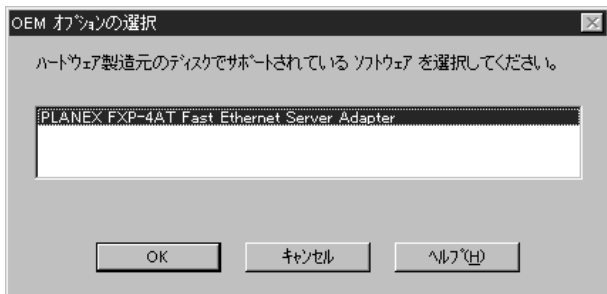 OEM ｵﾌﾟｼｮﾝの選択
ﾊｰﾄﾞｳｪｱ製造元のﾃﾞｨｽｸでｻﾎﾟｰﾄされている ｿﾌﾄｳｪｱ を選択してください。
PLANEX FXP-4AT Fast Ethernet Server Adapter
OK ｷｬﾝｾﾙ ﾍﾙﾌﾟ(H)